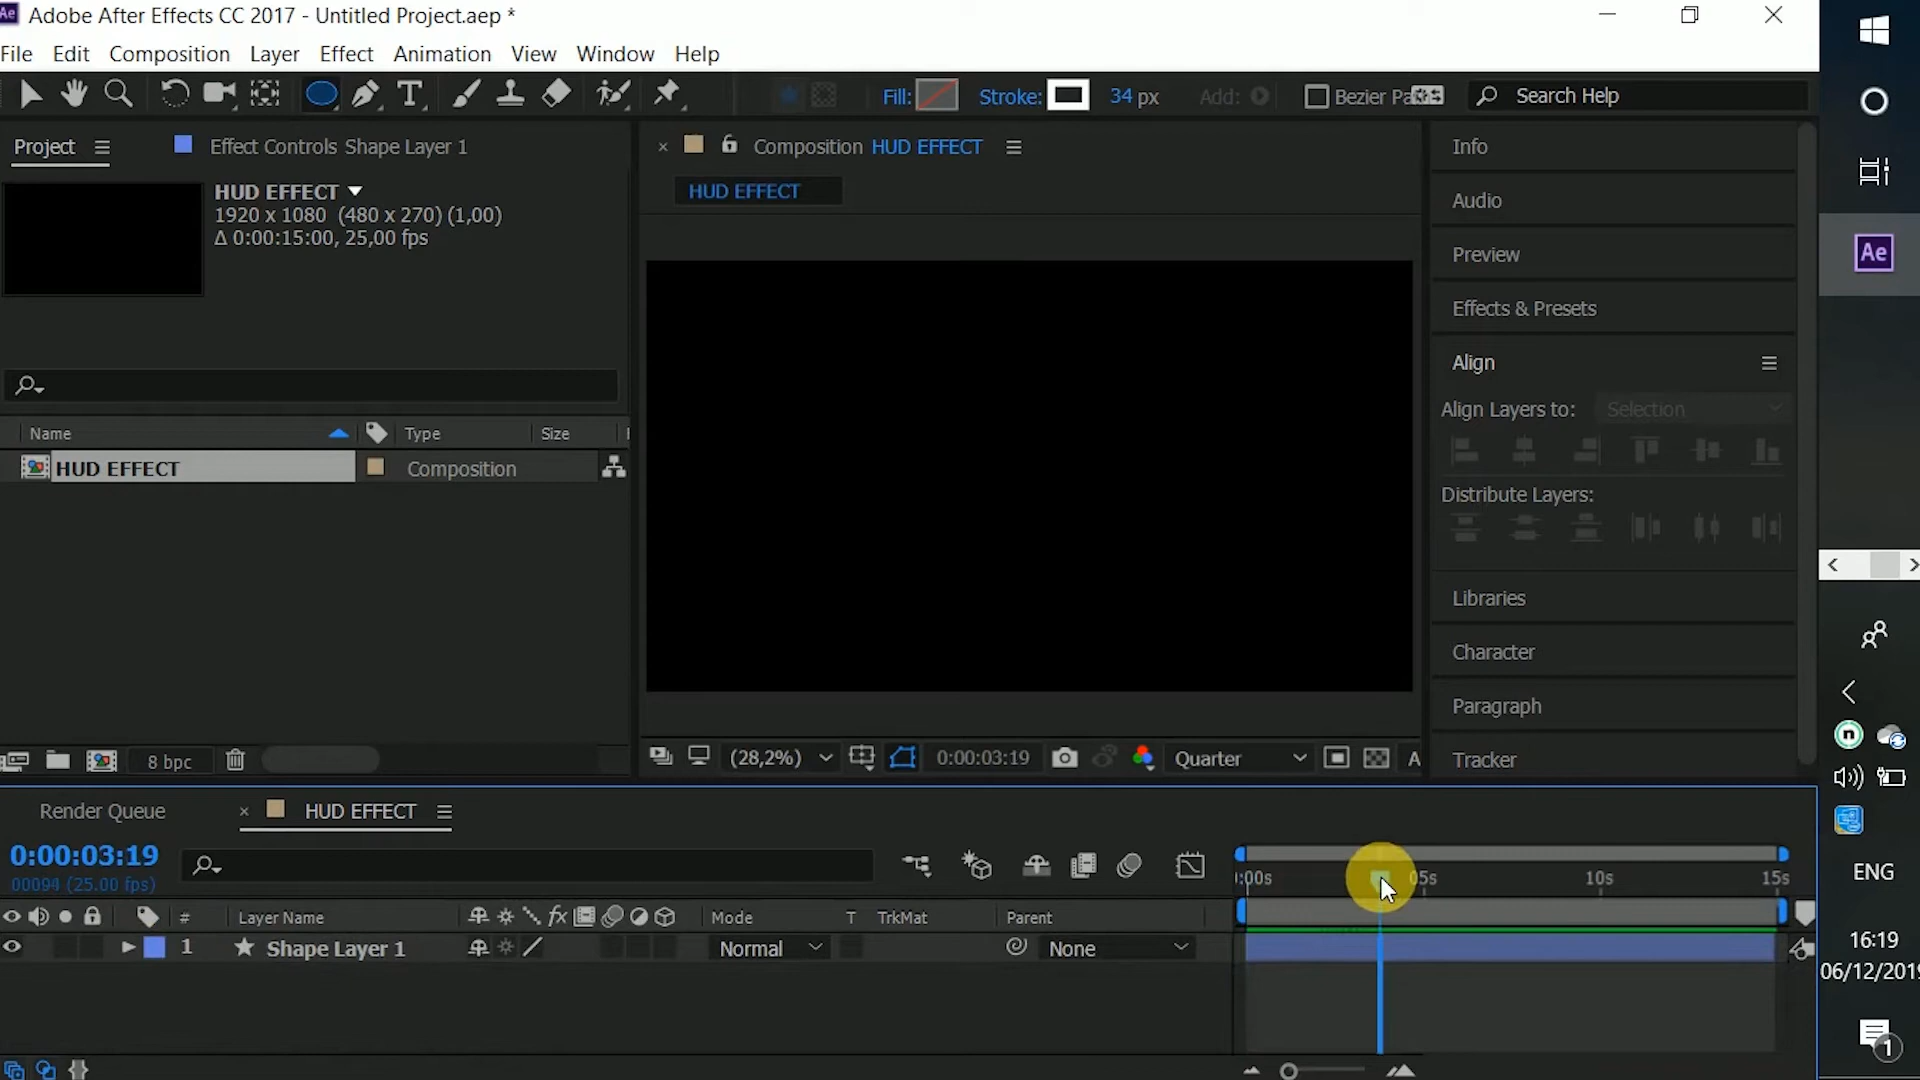 Ae Adobe After Effects CC 2017 - Untitled Project.aep *
File Edit Composition Layer Effect Animation View Window Help
T Fill: Stroke: 34 px Add: Bezier Search Help
Project Effect Controls Shape Layer 1
Composition HUD EFFECT
Info
HUD EFFECT
1920 x 1080 (480 x 270) (1,00)
Δ 0:00:15:00, 25,00 fps
HUD EFFECT
Audio
Preview
Ae
Effects & Presets
Align
Align Layers to: Selection
Distribute Layers:
Name Type Size
HUD EFFECT Composition
Libraries
Character
Paragraph
Tracker
8 bpc
(28,2%) 0:00:03:19 Quarter A
Render Queue HUD EFFECT
0:00:03:19
00094 (25.00 fps)
:00s 05s 10s 15s
# Layer Name fx Mode T TrkMat Parent
1 Shape Layer 1 Normal None
ENG
16:19
06/12/2019
1